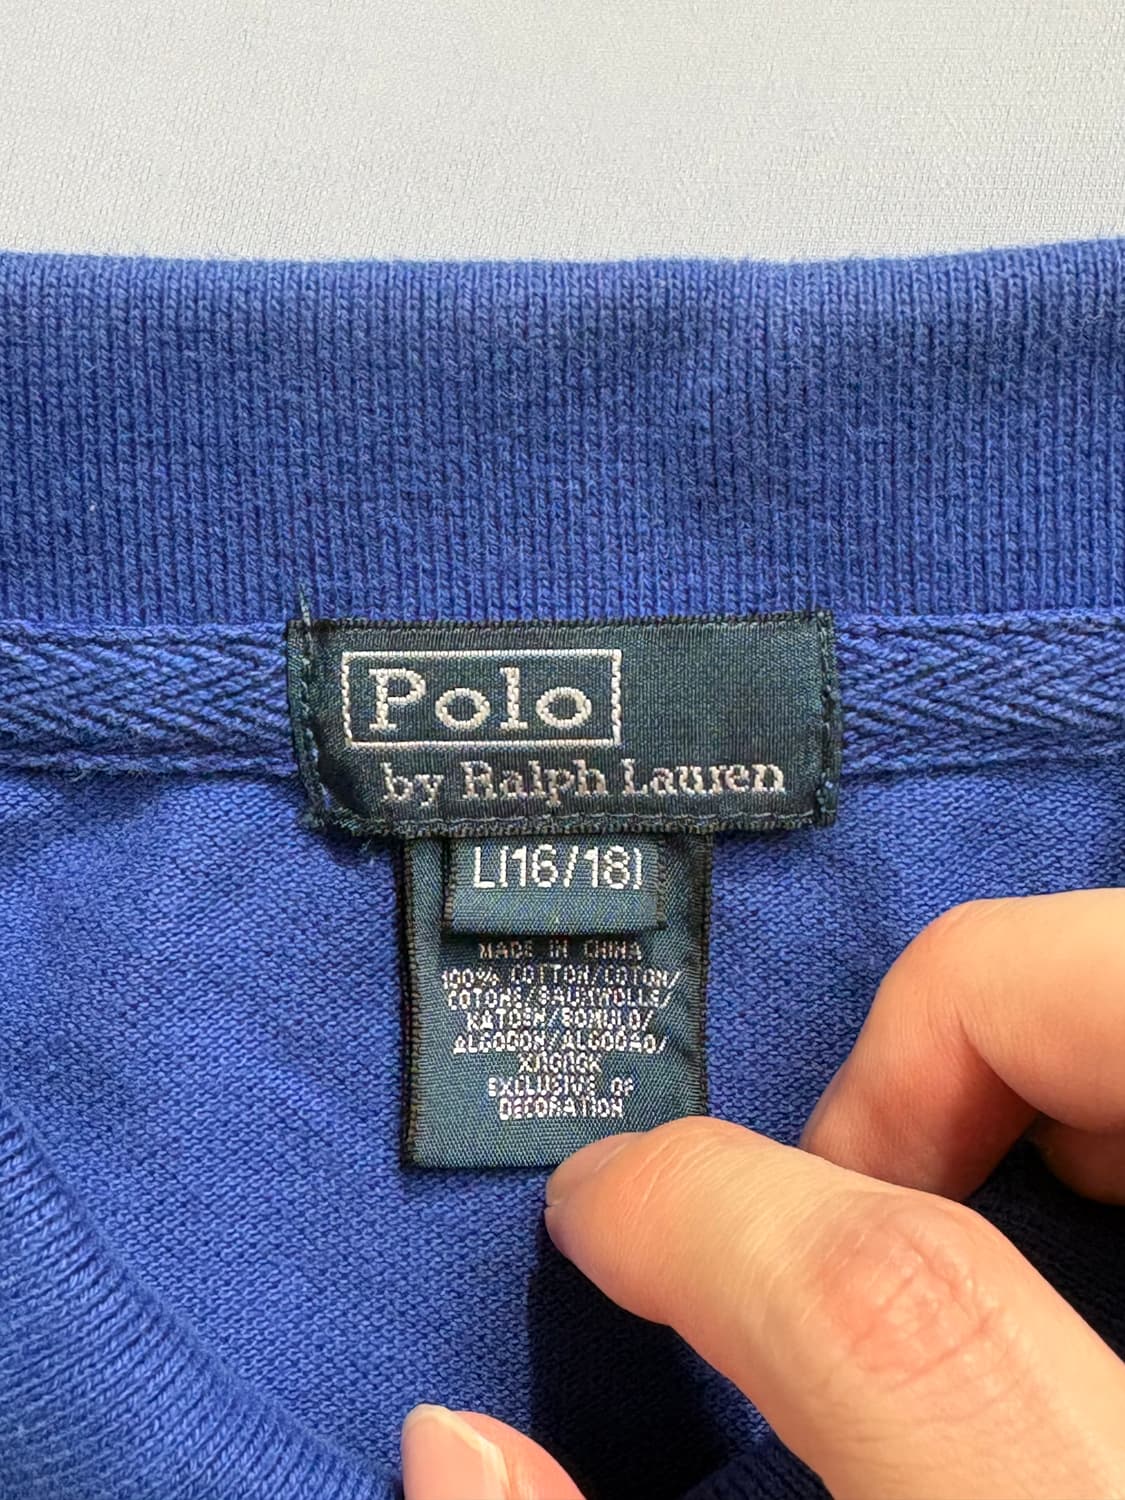 Polo
by Ralph Lauren
L(16/18)
MADE IN CHINA
100% COTTON/COTON/
COTONE/BAUMWOLLE/
KATOEN/BOMULD/
ALGODON/ALGODAO/
EXCLUSIVE OF
DECORATION